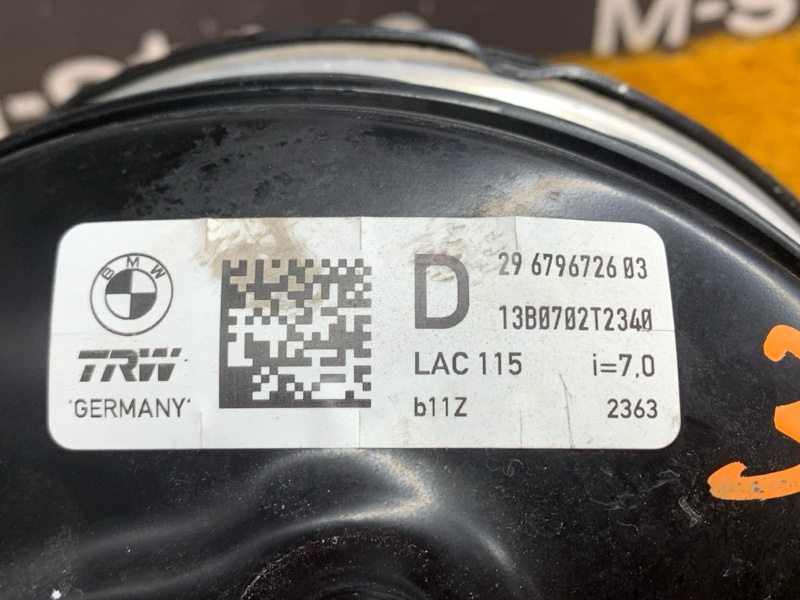 M-s
BMW
TRW
'GERMANY'
D
29 6796726 03
13B0702T2340
LAC 115 i=7,0
b11Z 2363